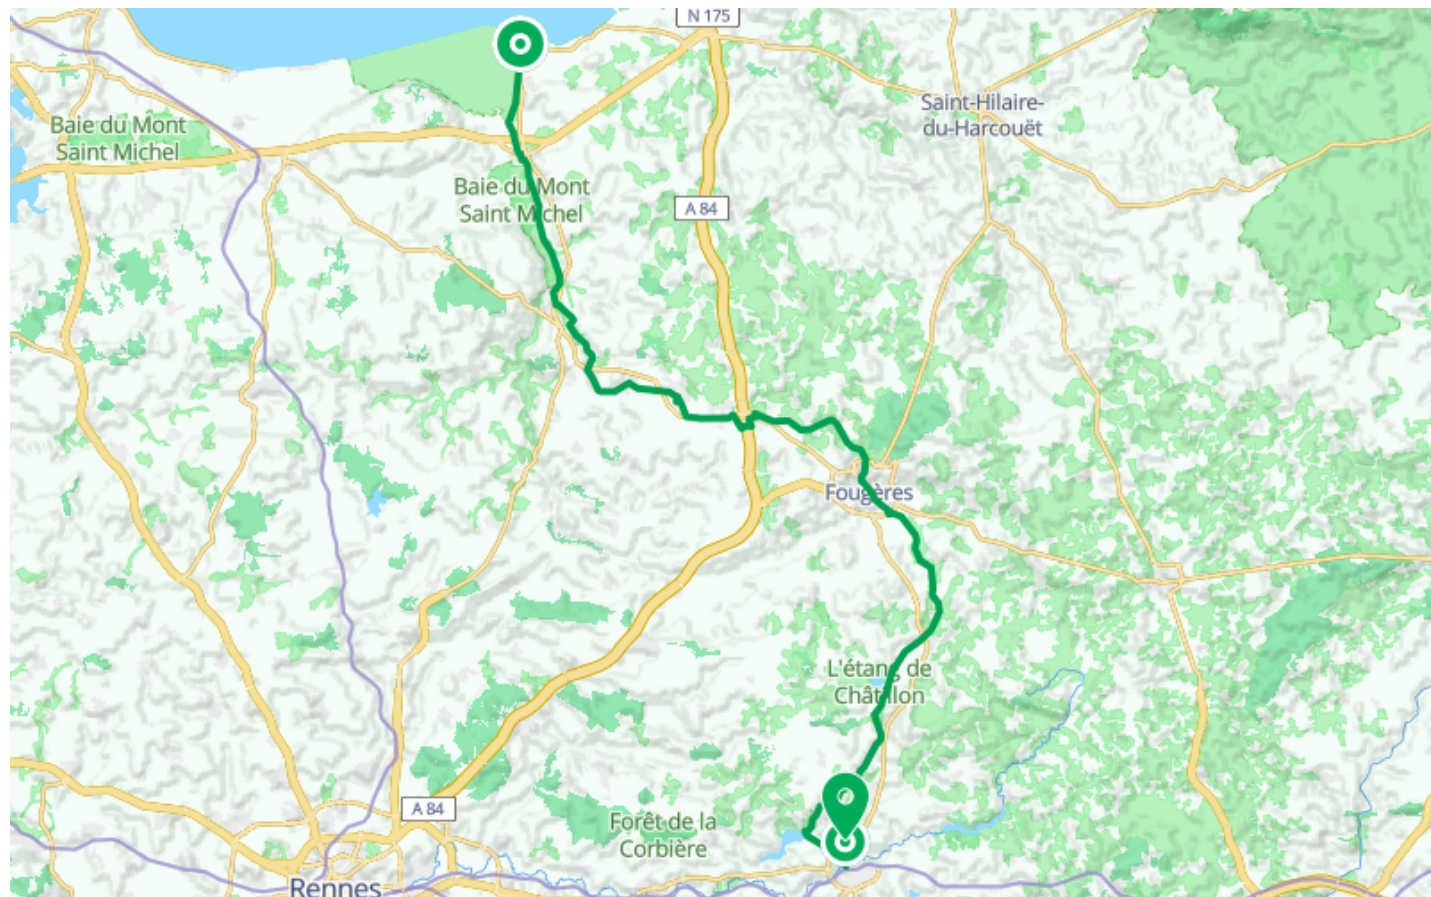 N 175
Saint-Hilaire-
du-Harcouët
Baie du Mont
Saint Michel
Baie du Mont
Saint Michel
A 84
Fougères
L'étang de
Châtillon
A 84
Forêt de la
Corbière
Rennes